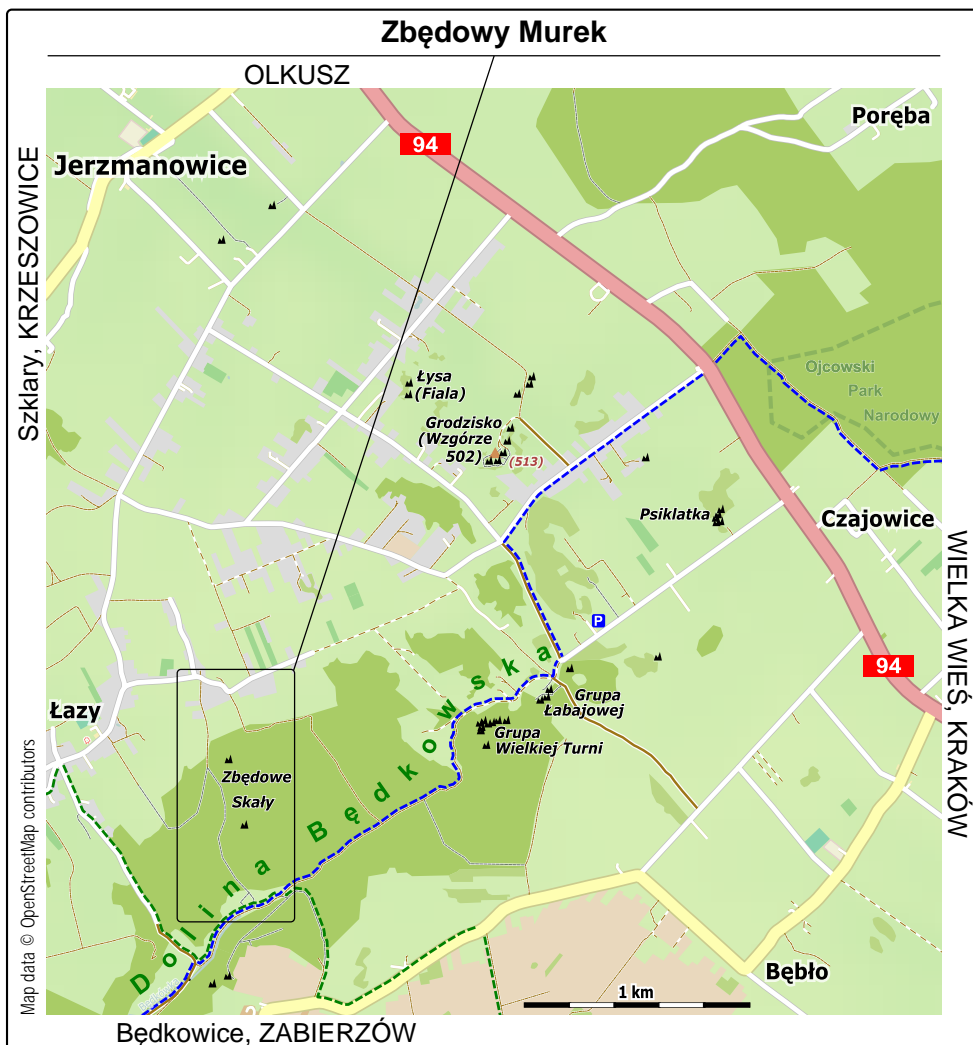 Zbędowy Murek
OLKUSZ
Poręba
94
Jerzmanowice
Szklary, KRZESZOWICE
Ojcowski
Park
Narodowy
Łysa
(Fiala)
Grodzisko
(Wzgórze
502)
(513)
Psiklatka
Czajowice
WIELKA WIEŚ, KRAKÓW
P
94
Grupa
Łabajowej
Łazy
Grupa
Wielkiej Turni
Zbędowe
Skały
Dolina Będkowska
Map data © OpenStreetMap contributors
Bębło
1 km
Będkowice, ZABIERZÓW